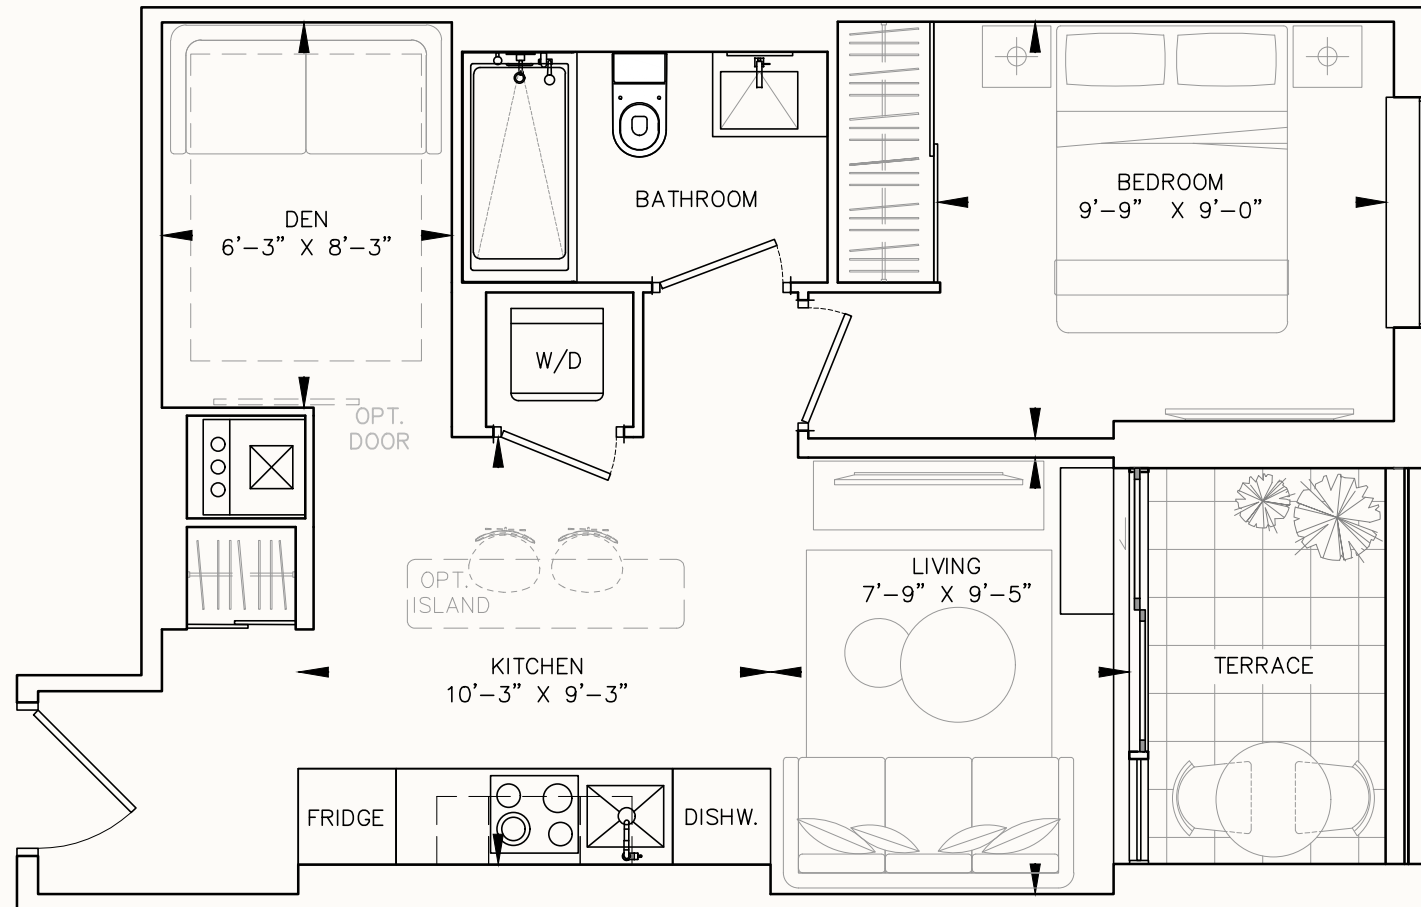 DEN
6'-3" X 8'-3"
BATHROOM
BEDROOM
9'-9" X 9'-0"
W/D
OPT.
DOOR
OPT.
ISLAND
LIVING
7'-9" X 9'-5"
KITCHEN
10'-3" X 9'-3"
TERRACE
FRIDGE
DISHW.